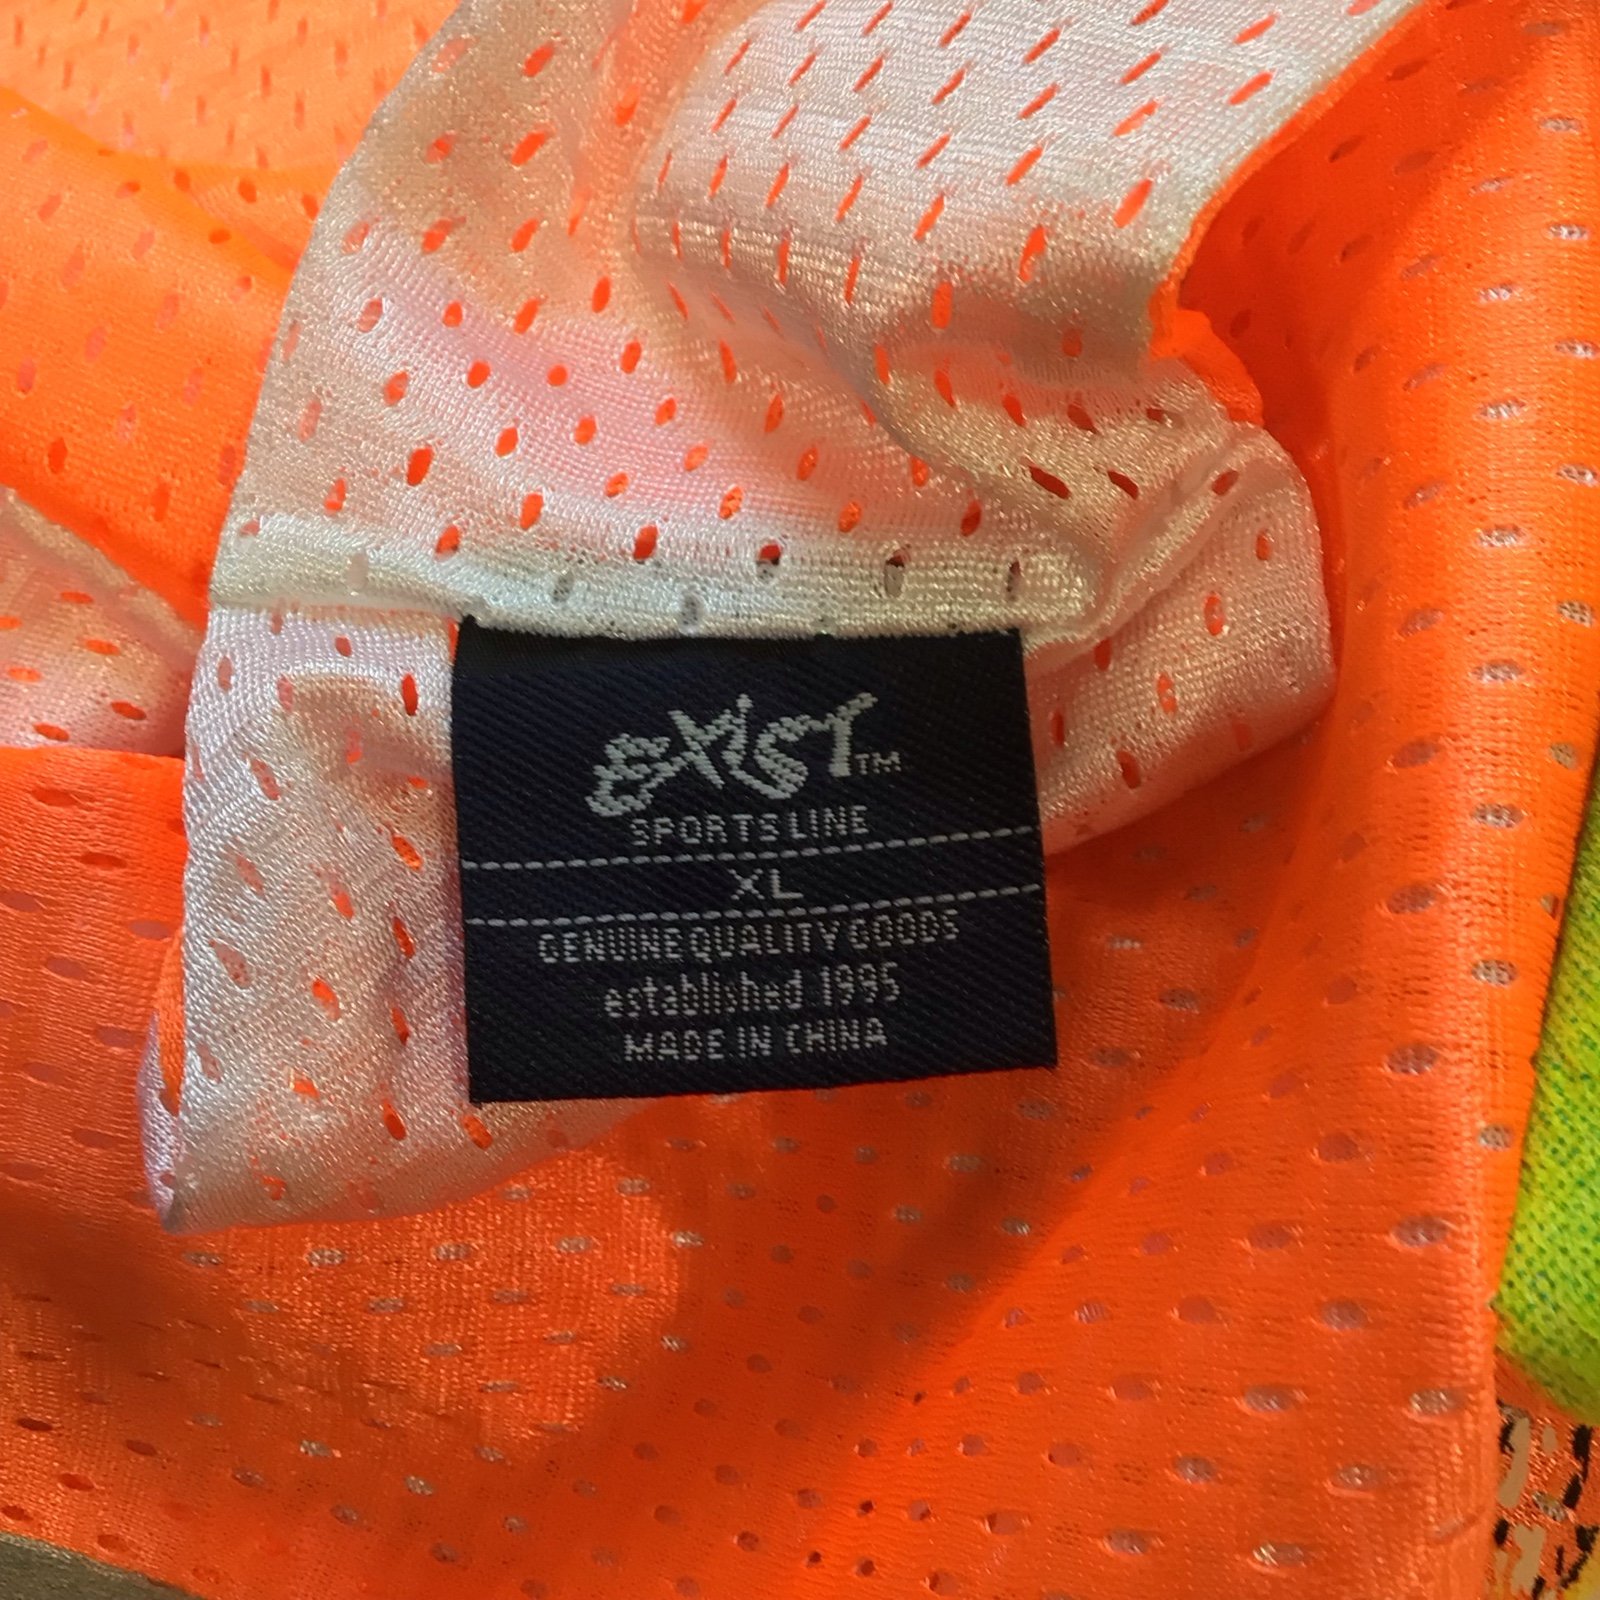 EXIST™
SPORTS LINE
XL
GENUINE QUALITY GOODS
established 1995
MADE IN CHINA